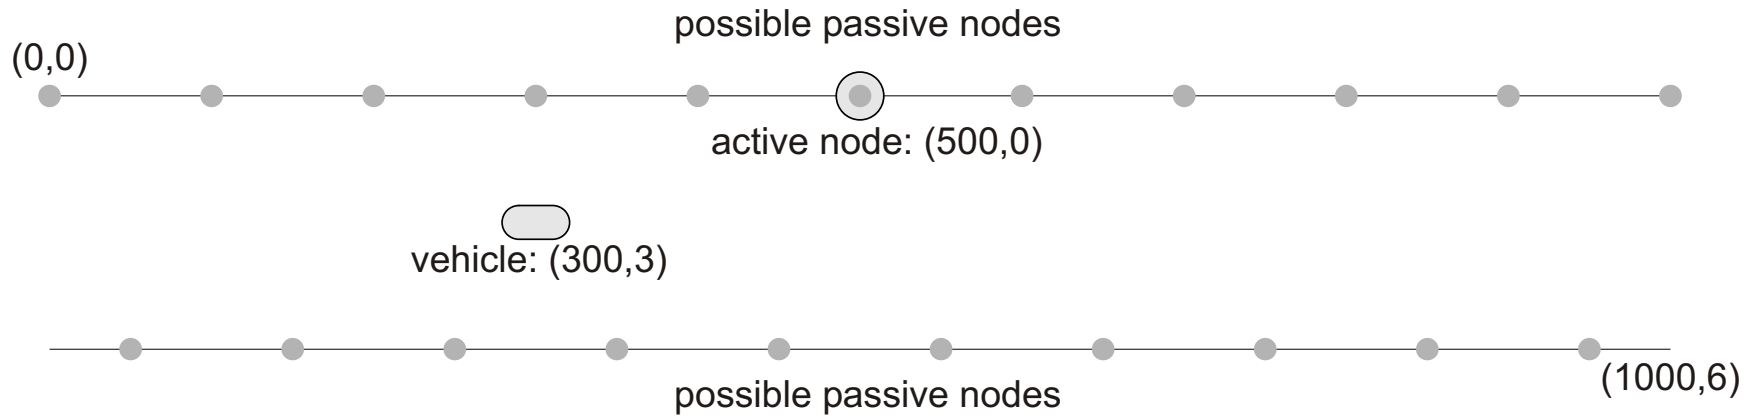 possible passive nodes
(0,0)
active node: (500,0)
vehicle: (300,3)
(1000,6)
possible passive nodes